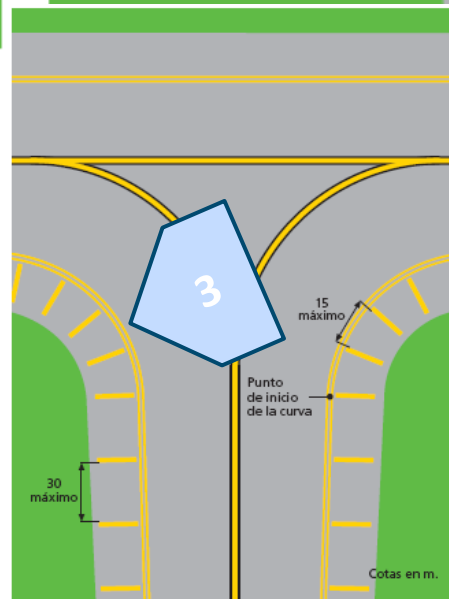 3
15
máximo
Punto
de inicio
de la curva
30
máximo
Cotas en m.